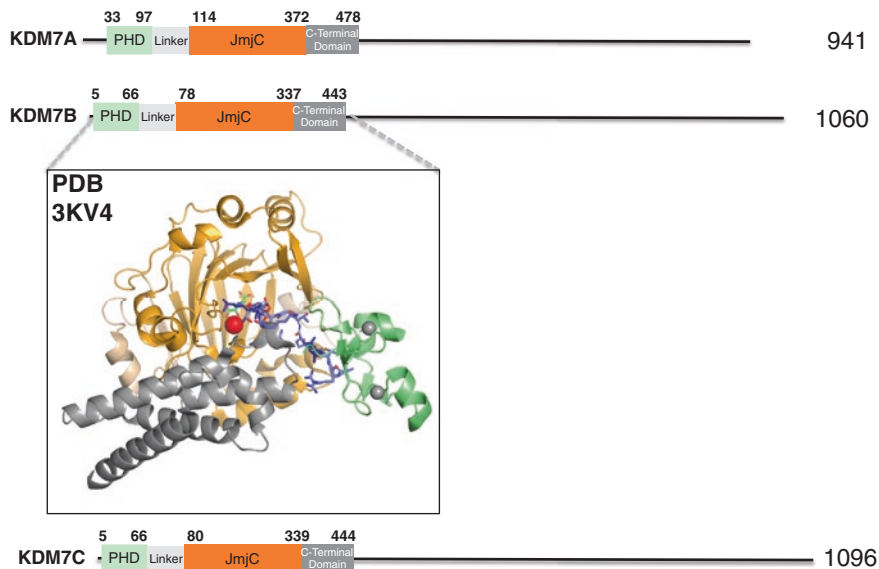 33 97 114 372 478
KDM7A PHD Linker JmjC C-Terminal Domain 941
5 66 78 337 443
KDM7B PHD Linker JmjC C-Terminal Domain 1060
PDB
3KV4
5 66 80 339 444
KDM7C PHD Linker JmjC C-Terminal Domain 1096